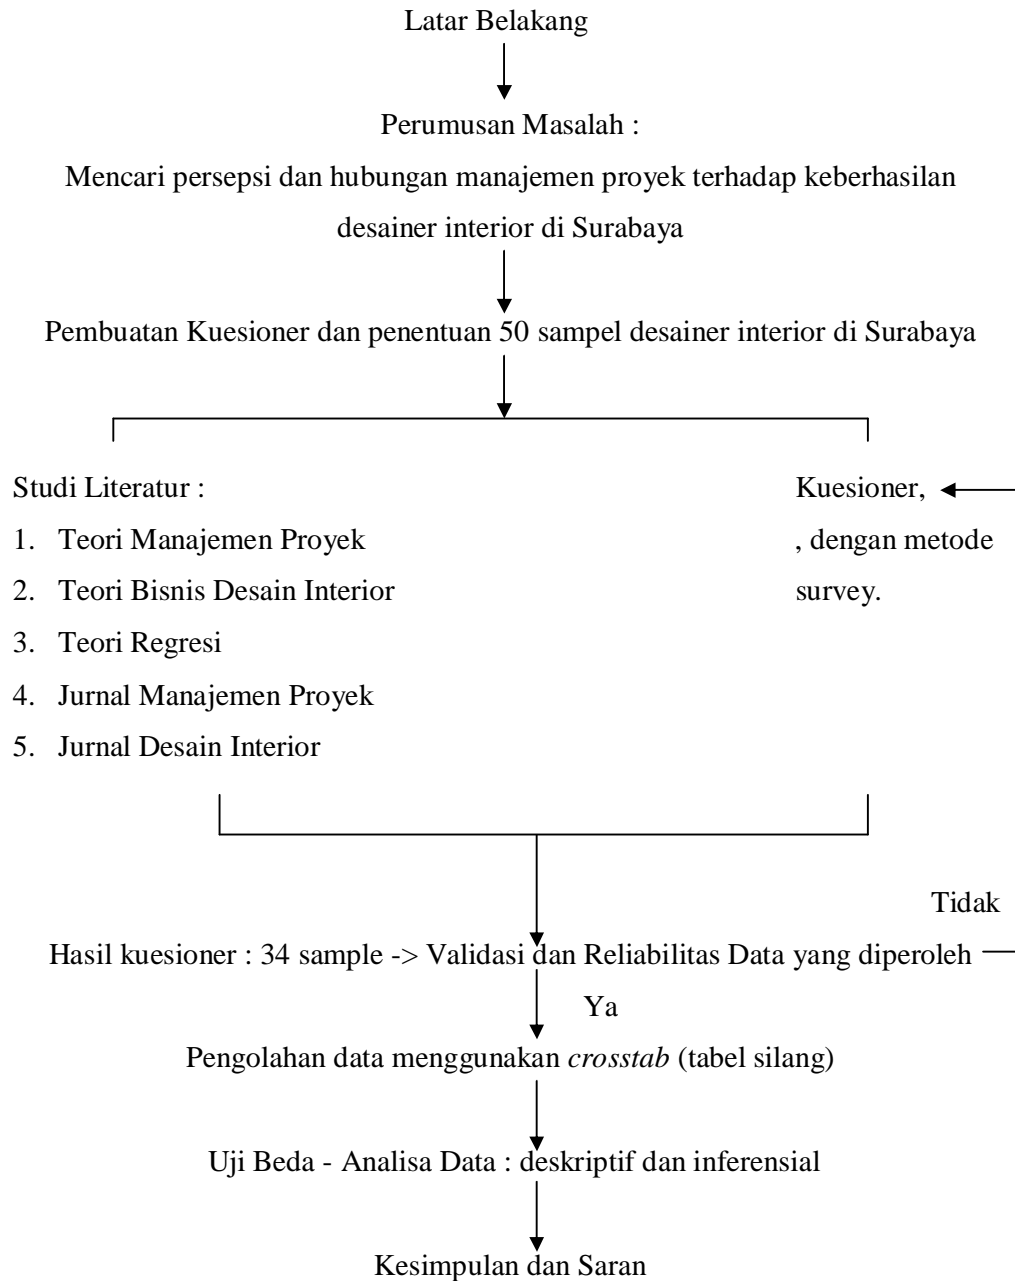 Latar Belakang
Perumusan Masalah :
Mencari persepsi dan hubungan manajemen proyek terhadap keberhasilan
desainer interior di Surabaya
Pembuatan Kuesioner dan penentuan 50 sampel desainer interior di Surabaya
Studi Literatur :
1. Teori Manajemen Proyek
2. Teori Bisnis Desain Interior
3. Teori Regresi
4. Jurnal Manajemen Proyek
5. Jurnal Desain Interior
Kuesioner,
, dengan metode
survey.
Tidak
Hasil kuesioner : 34 sample -> Validasi dan Reliabilitas Data yang diperoleh
Ya
Pengolahan data menggunakan crosstab (tabel silang)
Uji Beda - Analisa Data : deskriptif dan inferensial
Kesimpulan dan Saran